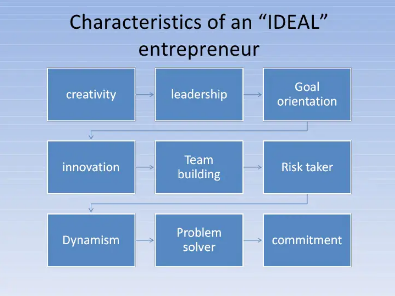 Characteristics of an “IDEAL”
entrepreneur
creativity
leadership
Goal
orientation
innovation
Team
building
Risk taker
Dynamism
Problem
solver
commitment